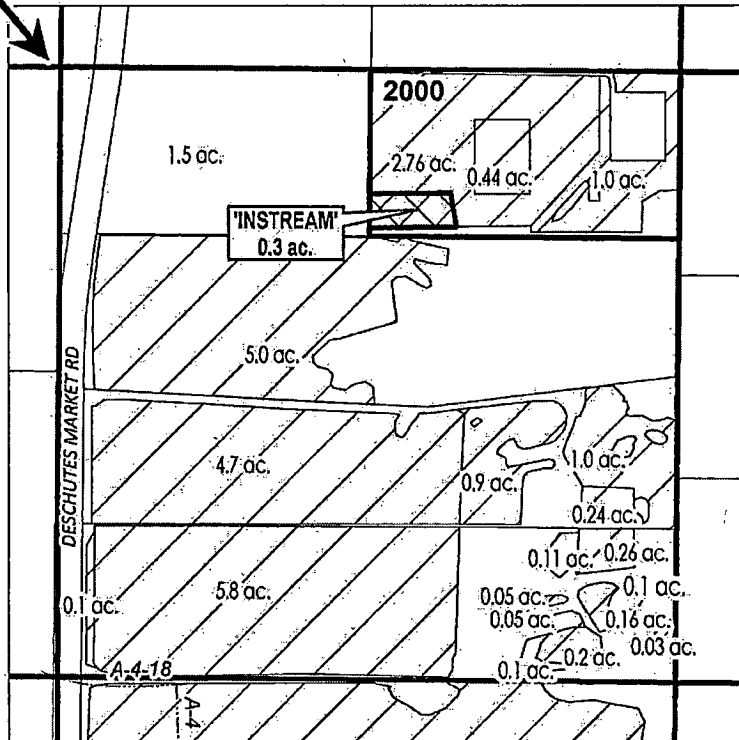 2000
1.5 ac.
2.76 ac.
0.44 ac.
1.0 ac.
'INSTREAM'
0.3 ac.
5.0 ac.
DESCHUTES MARKET RD
4.7 ac.
0.9 ac.
1.0 ac.
0.24 ac.
0.11 ac.
0.26 ac.
0.1 ac.
5.8 ac.
0.05 ac.
0.1 ac.
0.05 ac.
0.16 ac.
0.03 ac.
0.2 ac.
0.1 ac.
A-4-18
A-4